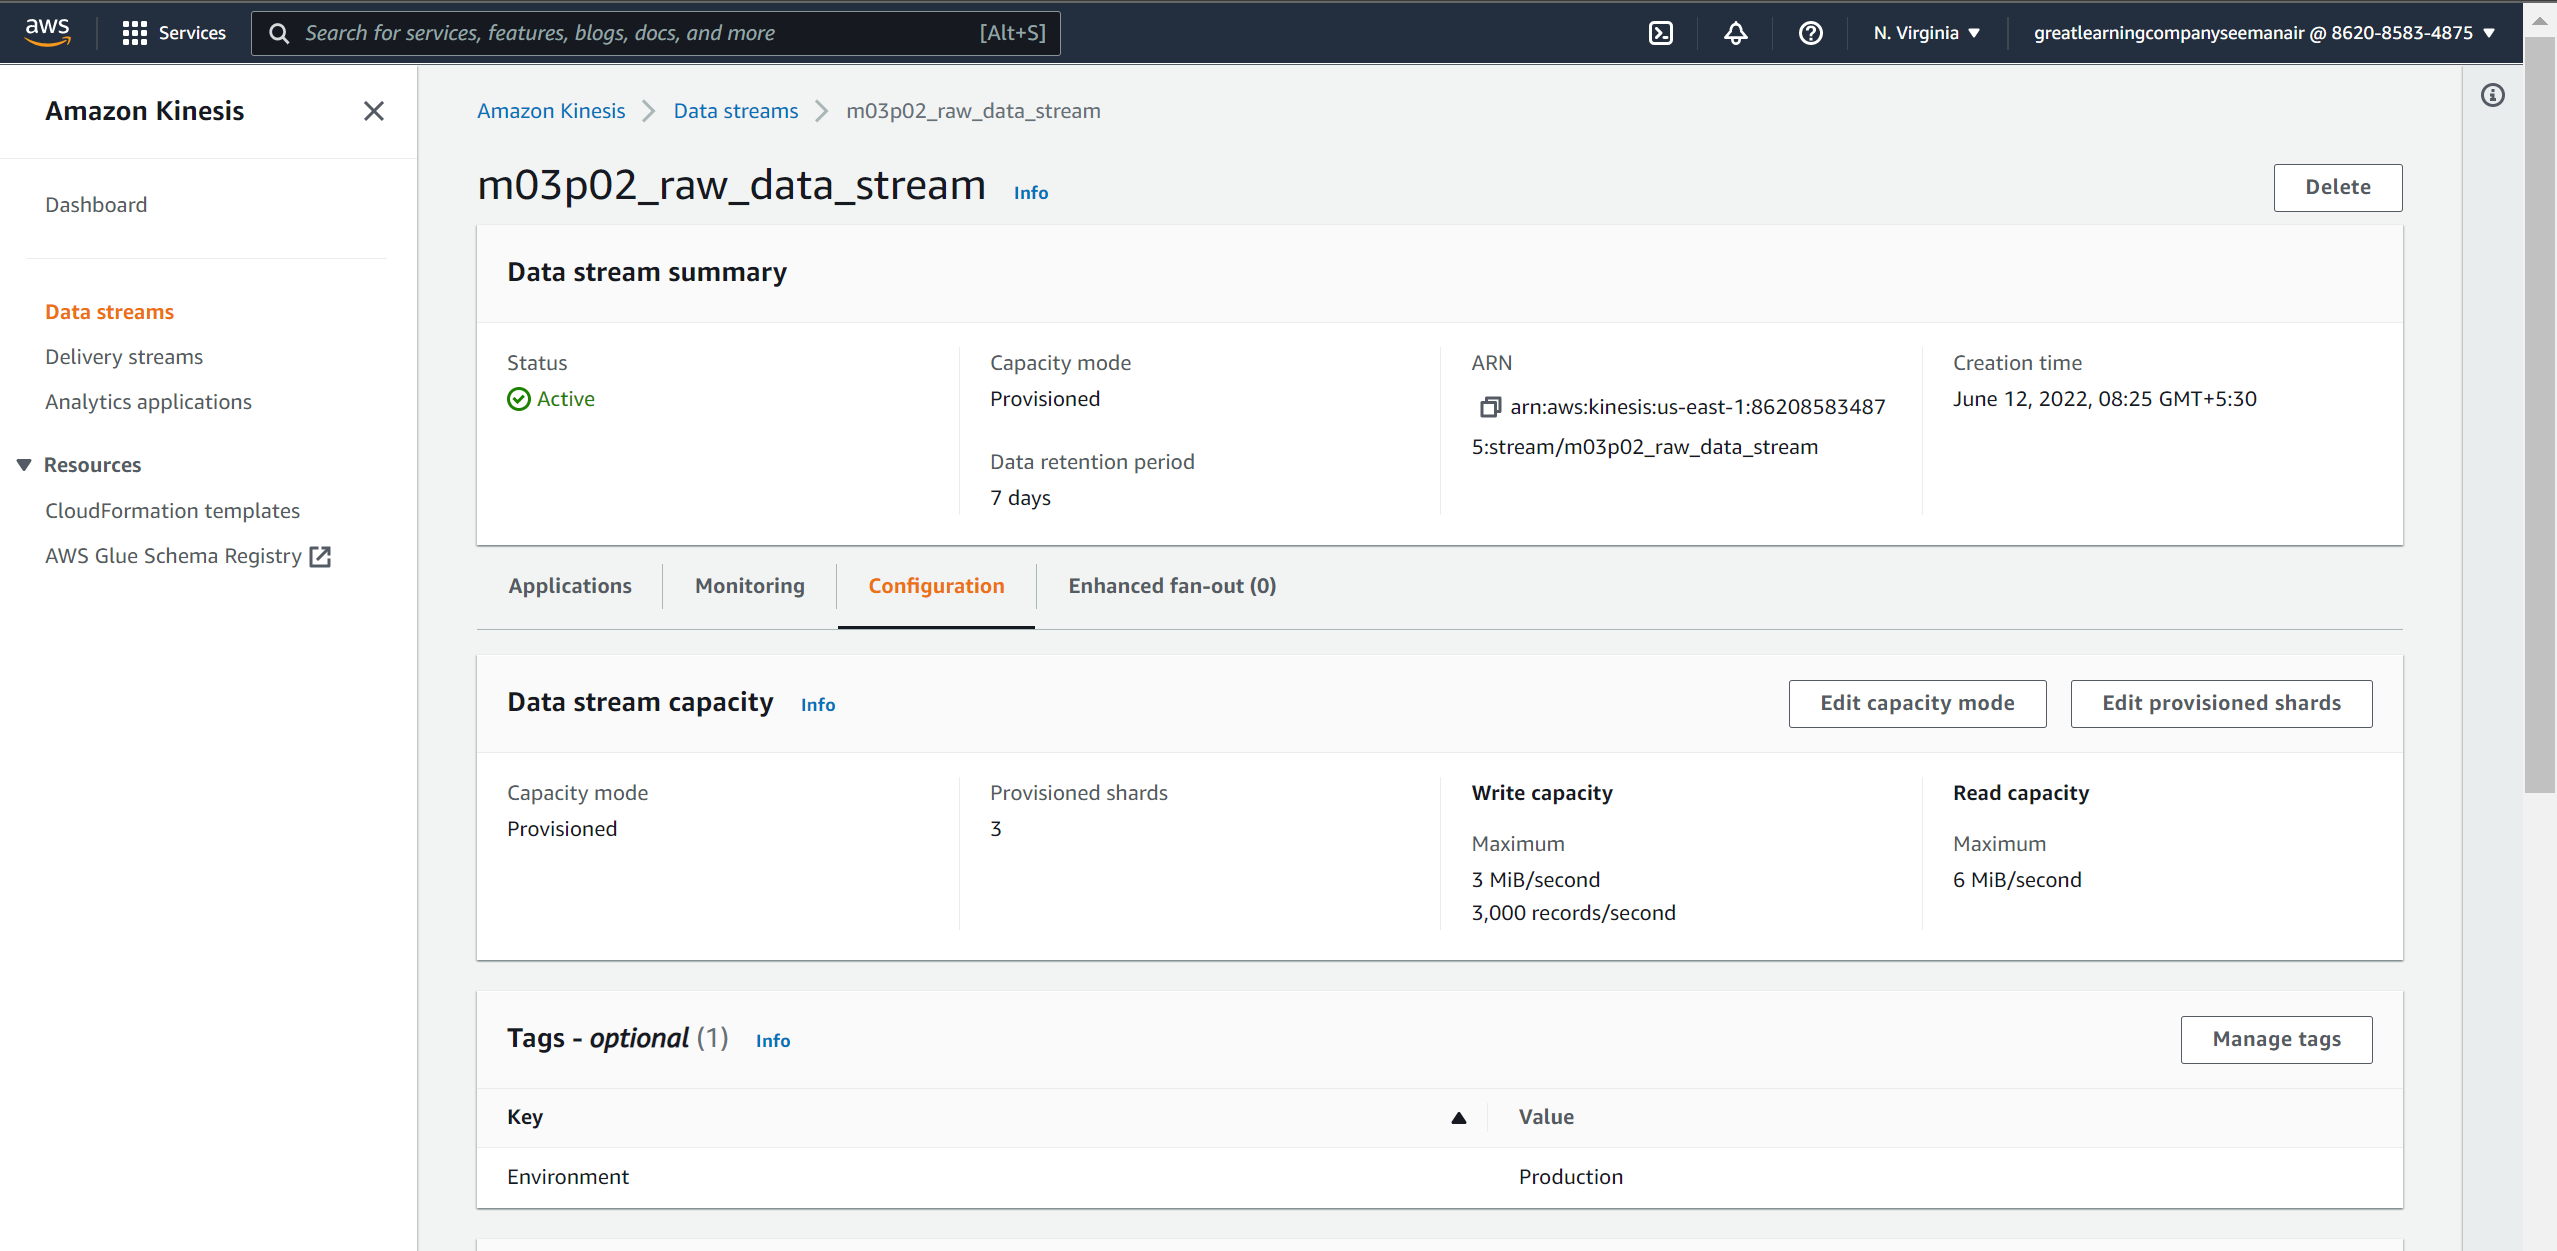 aws
Services
Search for services, features, blogs, docs, and more
[Alt+S]
N. Virginia
greatlearningcompanyseemanair @ 8620-8583-4875
Amazon Kinesis
Dashboard
Data streams
Delivery streams
Analytics applications
Resources
CloudFormation templates
AWS Glue Schema Registry
Amazon Kinesis
Data streams
m03p02_raw_data_stream
m03p02_raw_data_stream
Info
Delete
Data stream summary
Status
Active
Capacity mode
Provisioned
Data retention period
7 days
ARN
arn:aws:kinesis:us-east-1:86208583487
5:stream/m03p02_raw_data_stream
Creation time
June 12, 2022, 08:25 GMT+5:30
Applications
Monitoring
Configuration
Enhanced fan-out (0)
Data stream capacity
Info
Edit capacity mode
Edit provisioned shards
Capacity mode
Provisioned
Provisioned shards
3
Write capacity
Maximum
3 MiB/second
3,000 records/second
Read capacity
Maximum
6 MiB/second
Tags - optional (1)
Info
Manage tags
Key
Value
Environment
Production